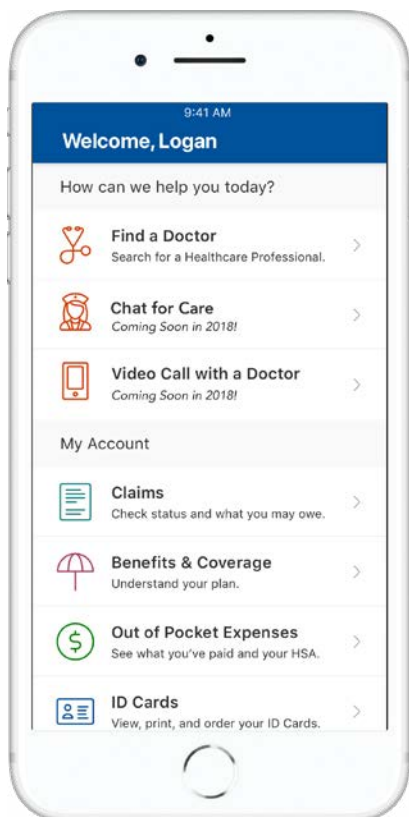 9:41 AM
Welcome, Logan
How can we help you today?
Find a Doctor
Search for a Healthcare Professional.
Chat for Care
Coming Soon in 2018!
Video Call with a Doctor
Coming Soon in 2018!
My Account
Claims
Check status and what you may owe.
Benefits & Coverage
Understand your plan.
$
Out of Pocket Expenses
See what you've paid and your HSA.
ID Cards
View, print, and order your ID Cards.